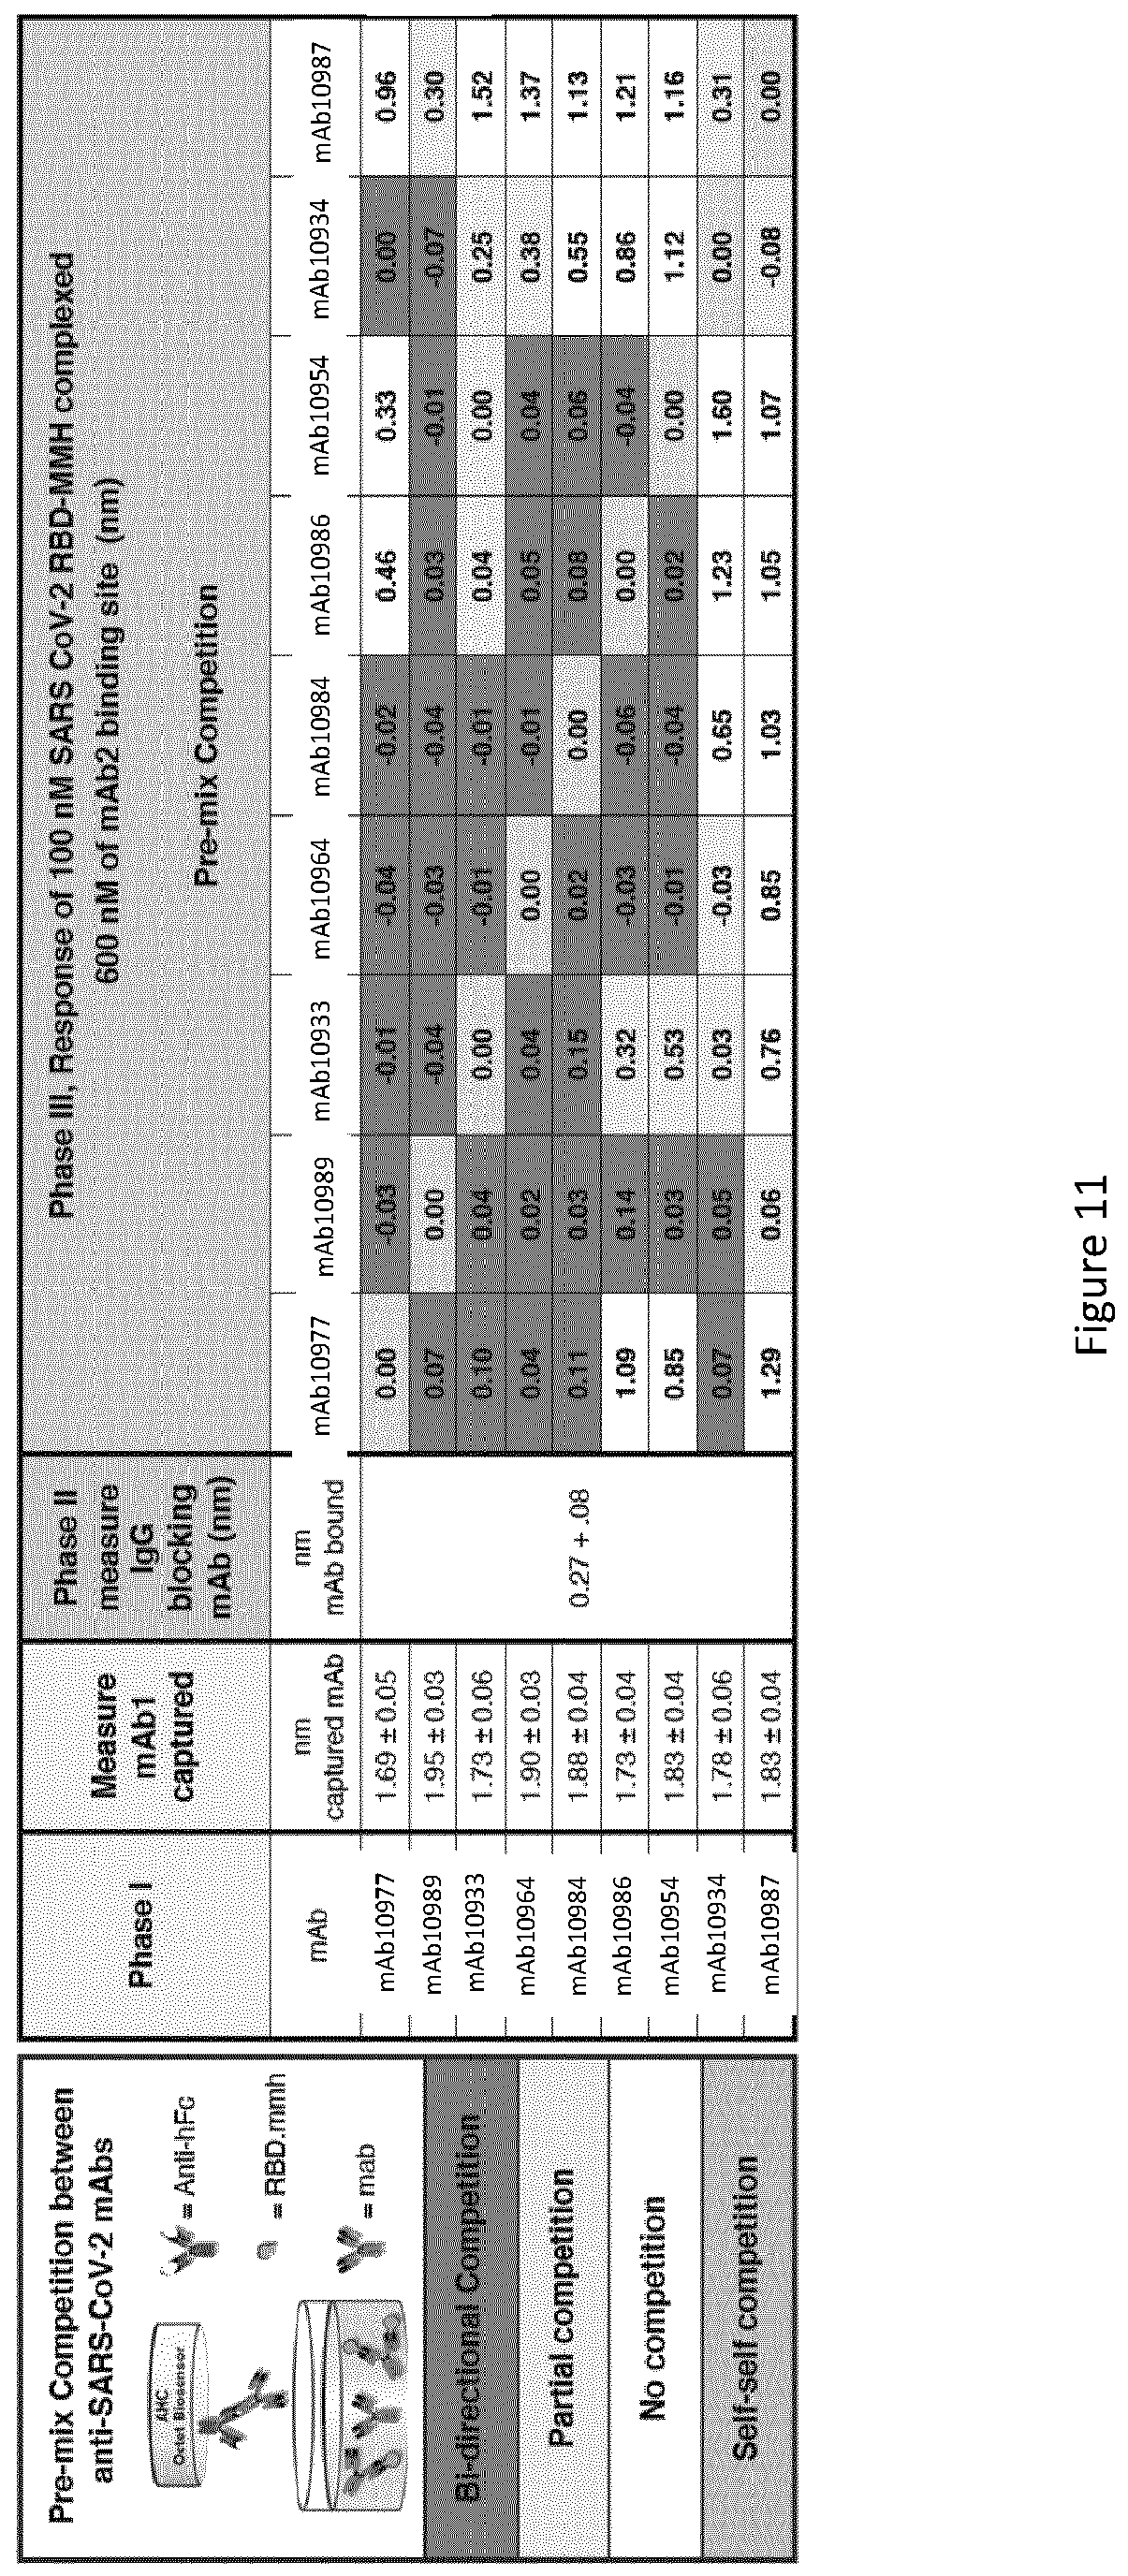 Pre-mix Competition between
anti-SARS-CoV-2 mAbs
AHC
Octet Biosensor
= Anti-hFc
= RBD.mmh
= mab
Bi-directional Competition
Partial competition
No competition
Self-self competition
Phase I
Measure
mAb1
captured
Phase II
measure
IgG
blocking
mAb (nm)
Phase III, Response of 100 nM SARS CoV-2 RBD-MMH complexed
600 nM of mAb2 binding site (nm)
Pre-mix Competition
mAb
nm
captured mAb
nm
mAb bound
mAb10977 mAb10989 mAb10933 mAb10964 mAb10984 mAb10986 mAb10954 mAb10934 mAb10987
mAb10977 1.69 ± 0.05 0.00 -0.03 -0.01 -0.04 -0.02 0.46 0.33 0.00 0.96
mAb10989 1.95 ± 0.03 0.07 0.00 -0.04 -0.03 -0.04 0.03 -0.01 -0.07 0.30
mAb10933 1.73 ± 0.06 0.10 0.04 0.00 -0.01 -0.01 0.04 0.00 0.25 1.52
mAb10964 1.90 ± 0.03 0.04 0.02 0.04 0.00 -0.01 0.05 0.04 0.38 1.37
mAb10984 1.88 ± 0.04 0.27 + .08 0.11 0.03 0.15 0.02 0.00 0.08 0.06 0.55 1.13
mAb10986 1.73 ± 0.04 1.09 0.14 0.32 -0.03 -0.06 0.00 -0.04 0.86 1.21
mAb10954 1.83 ± 0.04 0.85 0.03 0.53 -0.01 -0.04 0.02 0.00 1.12 1.16
mAb10934 1.78 ± 0.06 0.07 0.05 0.03 -0.03 0.65 1.23 1.60 0.00 0.31
mAb10987 1.83 ± 0.04 1.29 0.06 0.76 0.85 1.03 1.05 1.07 -0.08 0.00
Figure 11